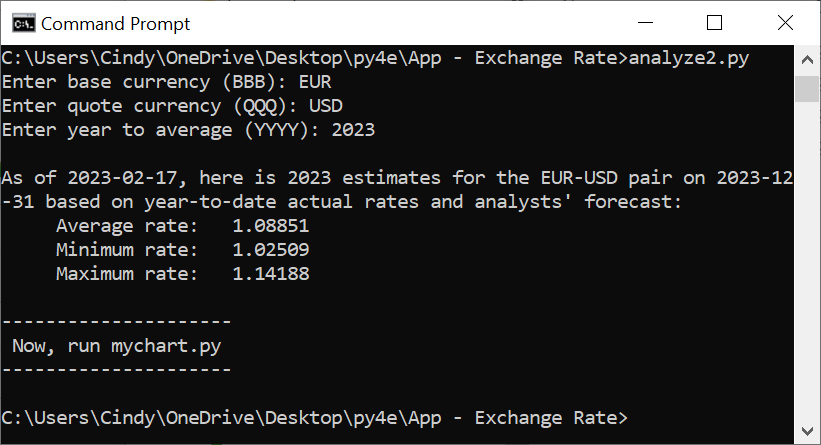 Command Prompt
C:\Users\Cindy\OneDrive\Desktop\py4e\App - Exchange Rate>analyze2.py
Enter base currency (BBB): EUR
Enter quote currency (QQQ): USD
Enter year to average (YYYY): 2023
As of 2023-02-17, here is 2023 estimates for the EUR-USD pair on 2023-12
-31 based on year-to-date actual rates and analysts' forecast:
     Average rate:   1.08851
     Minimum rate:   1.02509
     Maximum rate:   1.14188
---------------------
 Now, run mychart.py
---------------------
C:\Users\Cindy\OneDrive\Desktop\py4e\App - Exchange Rate>